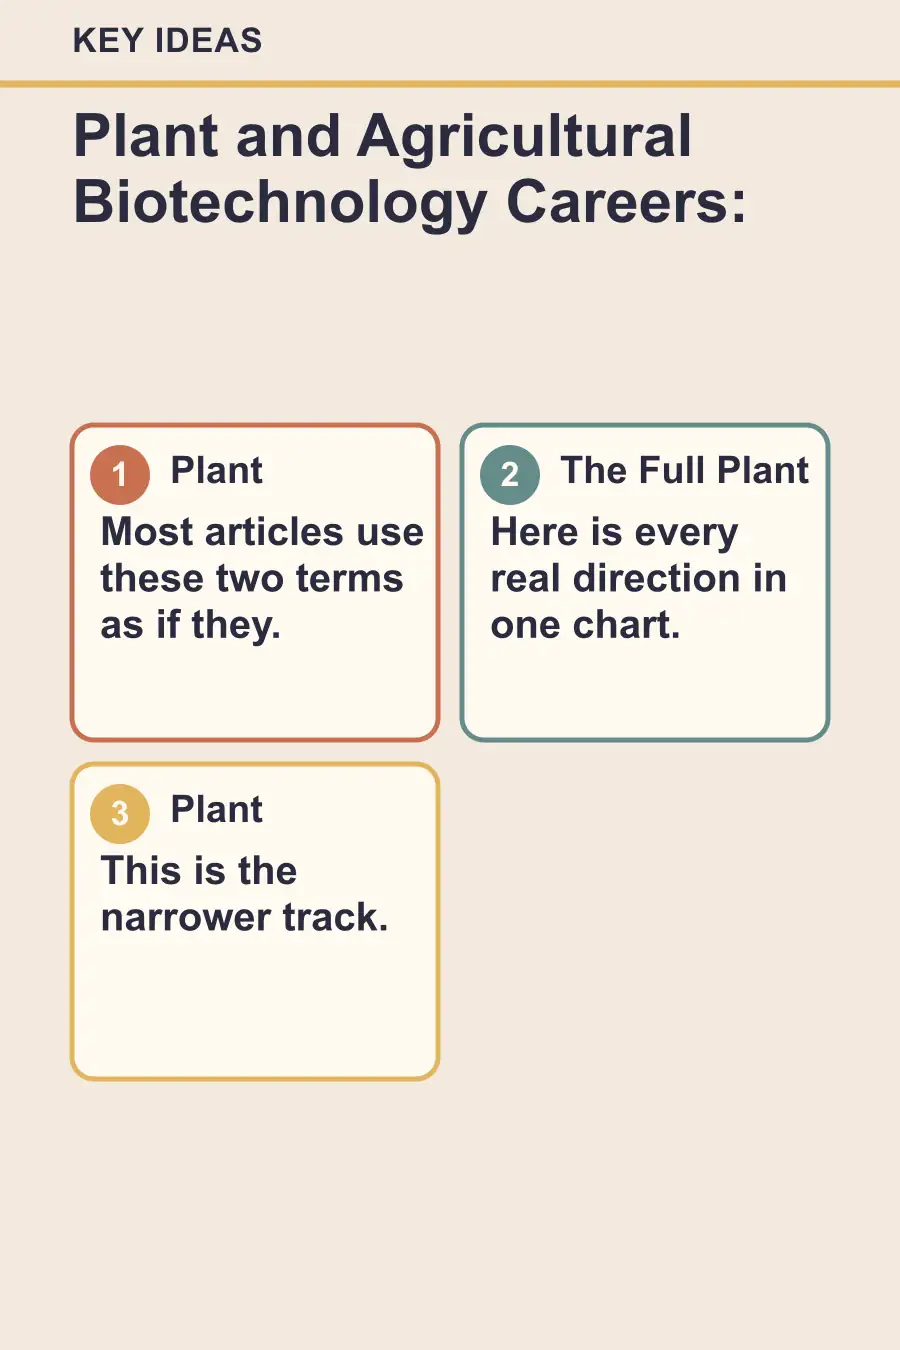 KEY IDEAS
Plant and Agricultural
Biotechnology Careers:
1 Plant
Most articles use
these two terms
as if they.
2 The Full Plant
Here is every
real direction in
one chart.
3 Plant
This is the
narrower track.